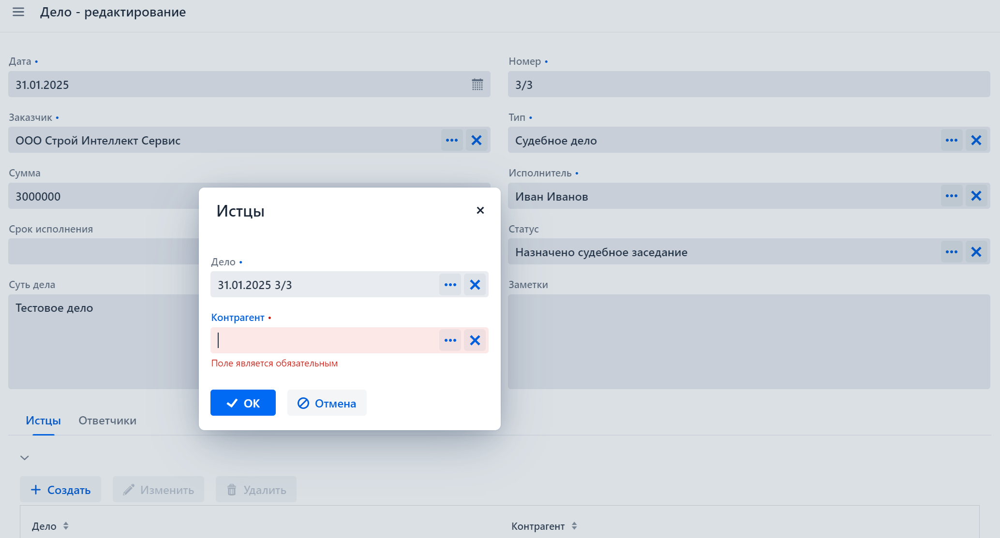 Дело - редактирование
Дата •
Номер •
31.01.2025
3/3
Заказчик •
Тип •
ООО Строй Интеллект Сервис
Судебное дело
Сумма
Исполнитель •
3000000
Иван Иванов
Истцы
Срок исполнения
Статус
Назначено судебное заседание
Дело •
31.01.2025 3/3
Суть дела
Заметки
Тестовое дело
Контрагент •
Поле является обязательным
ОК
Отмена
Истцы
Ответчики
Создать
Изменить
Удалить
Дело
Контрагент